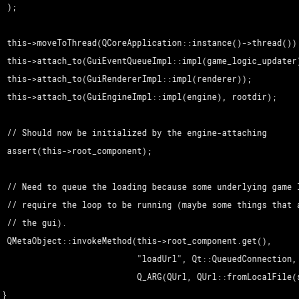 );
this->moveToThread(QCoreApplication::instance()->thread())
this->attach_to(GuiEventQueueImpl::impl(game_logic_updater)
this->attach_to(GuiRendererImpl::impl(renderer));
this->attach_to(GuiEngineImpl::impl(engine), rootdir);
// Should now be initialized by the engine-attaching
assert(this->root_component);
// Need to queue the loading because some underlying game
// require the loop to be running (maybe some things that
// the gui).
QMetaObject::invokeMethod(this->root_component.get(),
"loadUrl", Qt::QueuedConnection,
Q_ARG(QUrl, QUrl::fromLocalFile(
}